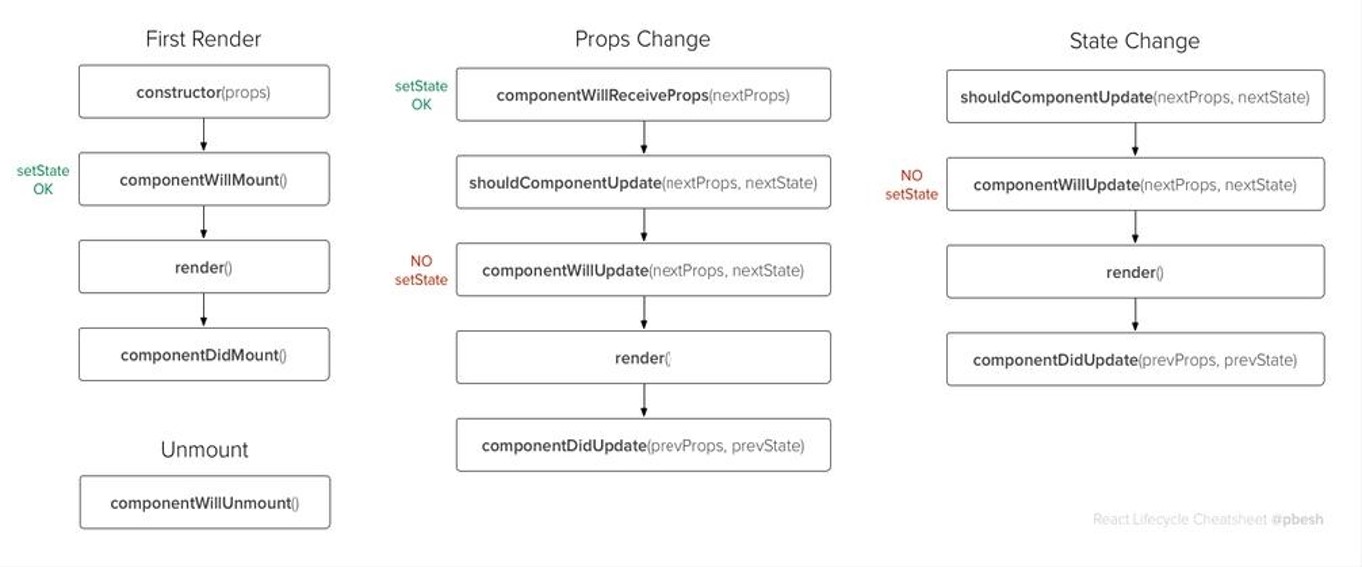 First Render
constructor(props)
setState
OK
componentWillMount()
render()
componentDidMount()
Unmount
componentWillUnmount()
Props Change
setState
OK
componentWillReceiveProps(nextProps)
shouldComponentUpdate(nextProps, nextState)
NO
setState
componentWillUpdate(nextProps, nextState)
render(
componentDidUpdate(prevProps, prevState)
State Change
shouldComponentUpdate(nextProps, nextState)
NO
setState
componentWillUpdate(nextProps, nextState)
render()
componentDidUpdate(prevProps, prevState)
React Lifecycle Cheatsheet @pbesh